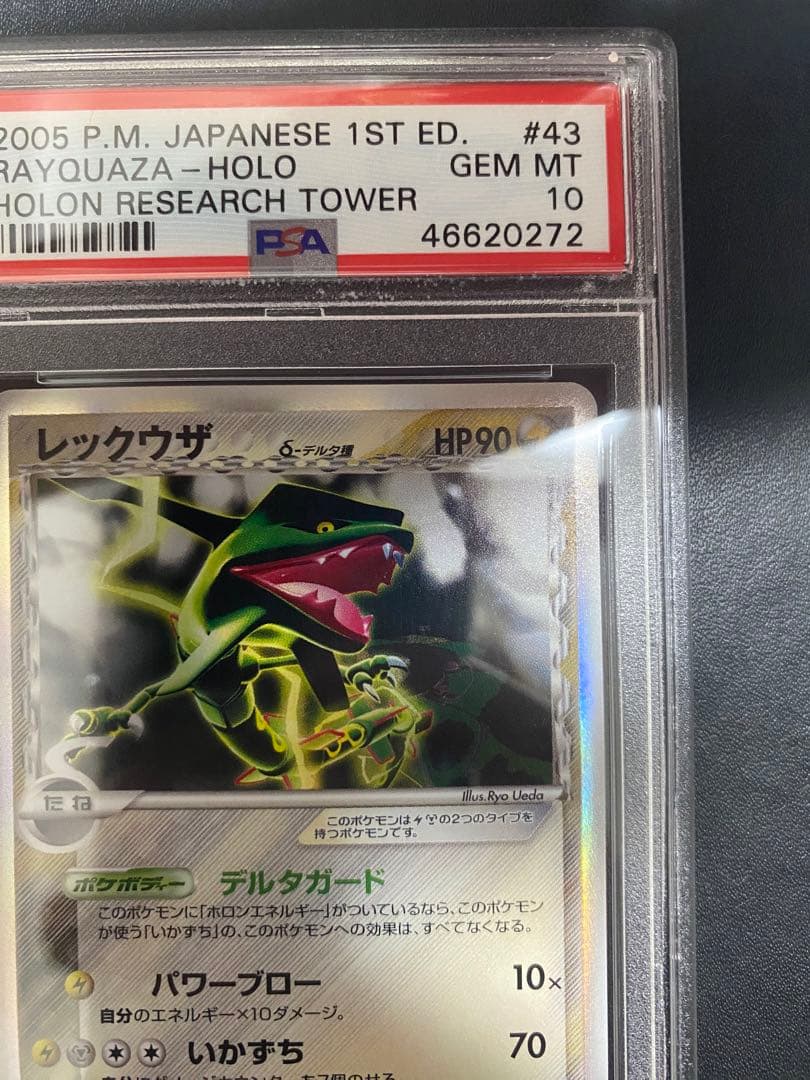 2005 P.M. JAPANESE 1ST ED. #43
RAYQUAZA - HOLO GEM MT
HOLON RESEARCH TOWER 10
PSA 46620272
レックウザ δ-デルタ種 HP90
Illus.Ryo Ueda
たね
このポケモンは の2つのタイプを
持つポケモンです。
ポケボディー デルタガード
このポケモンに「ホロンエネルギー」がついているなら、このポケモン
が使う「いかずち」の、このポケモンへの効果は、すべてなくなる。
パワーブロー 10×
自分のエネルギー×10ダメージ。
いかずち 70